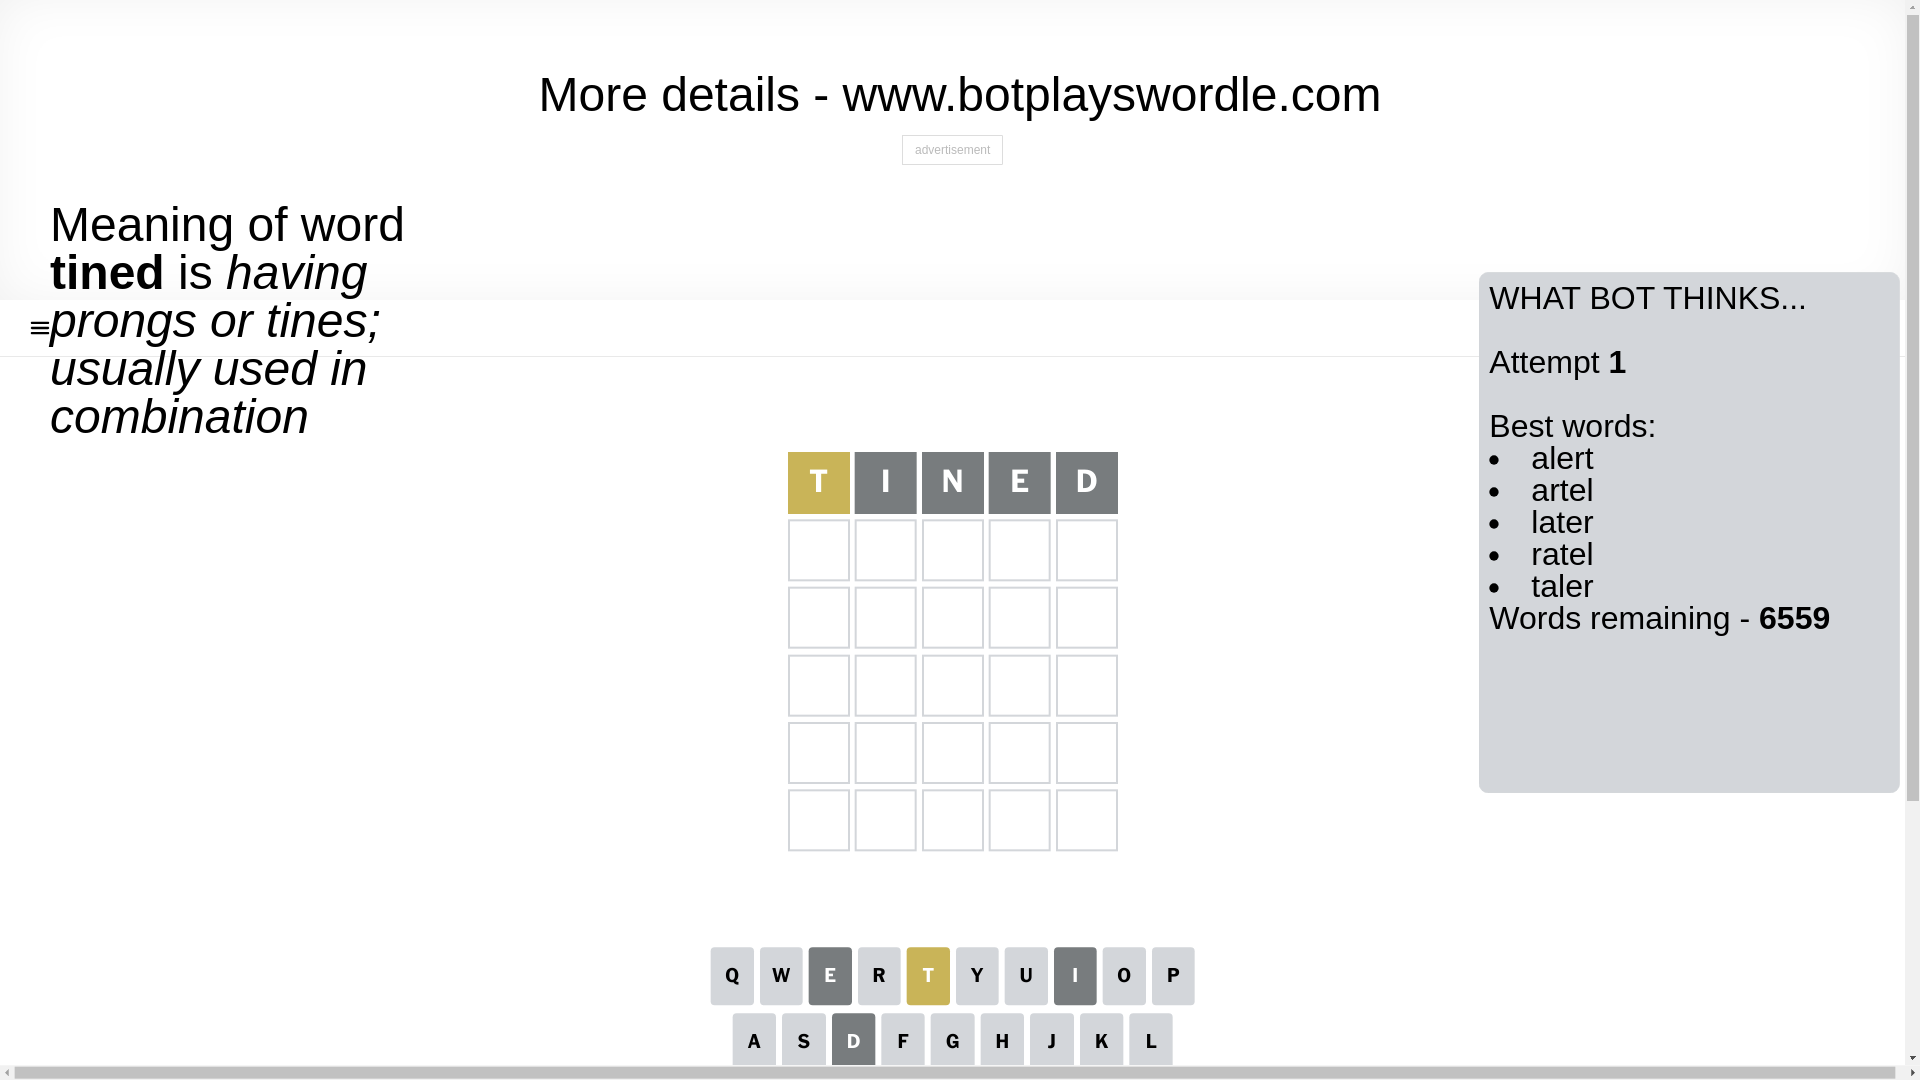 More details - www.botplayswordle.com
advertisement
Meaning of word
tined is having
prongs or tines;
usually used in
combination
WHAT BOT THINKS...
Attempt 1
Best words:
• alert
• artel
• later
• ratel
• taler
Words remaining - 6559
T I N E D
Q W E R T Y U I O P
A S D F G H J K L